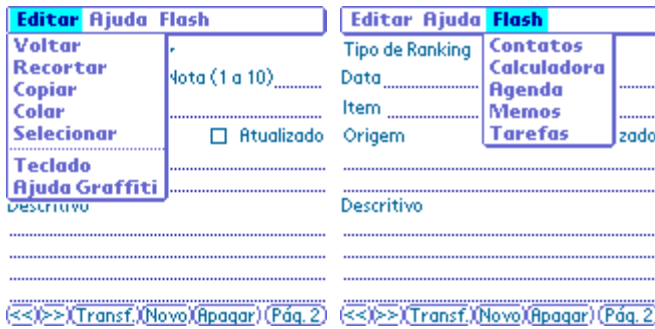 Editar Ajuda Flash
Voltar
Recortar
Copiar
Colar
Selecionar
Teclado
Ajuda Graffiti
Nota (1 a 10)
Atualizado
Descritivo
<< >> Transf. Novo Apagar Pág. 2
Editar Ajuda Flash
Contatos
Calculadora
Agenda
Memos
Tarefas
Tipo de Ranking
Data
Item
Origem
zado
Descritivo
<< >> Transf. Novo Apagar Pág. 2